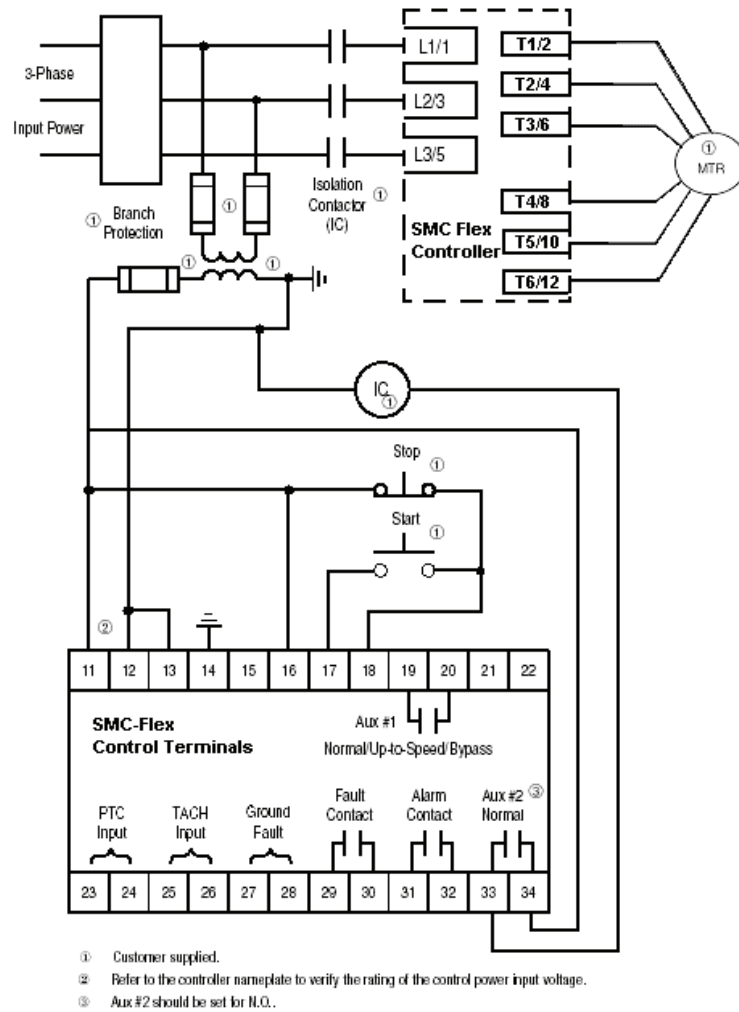 3-Phase
Input Power
L1/1
L2/3
L3/5
T1/2
T2/4
T3/6
T4/8
T5/10
T6/12
SMC Flex
Controller
①
MTR
Isolation
Contactor ①
(IC)
① Branch
Protection
①
①
①
IC
①
Stop
①
Start
①
②
11 12 13 14 15 16 17 18 19 20 21 22
SMC-Flex
Control Terminals
Aux #1
Normal/Up-to-Speed/Bypass
PTC
Input
TACH
Input
Ground
Fault
Fault
Contact
Alarm
Contact
Aux #2 ③
Normal
23 24 25 26 27 28 29 30 31 32 33 34
① Customer supplied.
② Refer to the controller nameplate to verify the rating of the control power input voltage.
③ Aux #2 should be set for N.O..